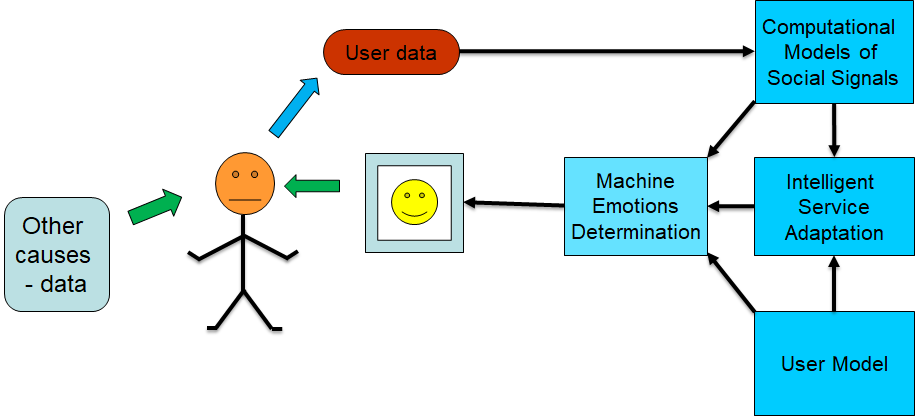 User data
Computational
Models of
Social Signals
Other
causes
- data
Machine
Emotions
Determination
Intelligent
Service
Adaptation
User Model